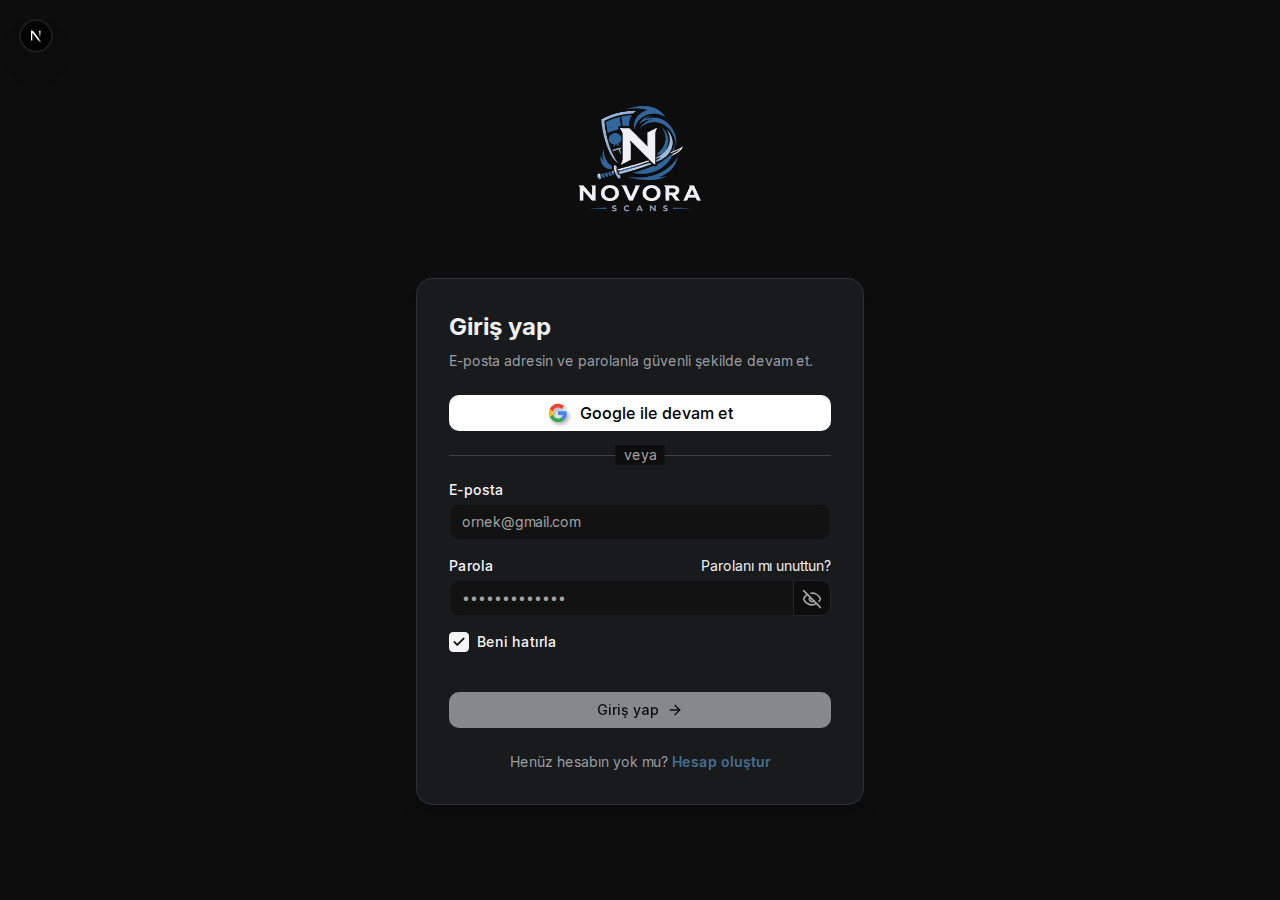 N
N
NOVORA
SCANS
Giriş yap
E-posta adresin ve parolanla güvenli şekilde devam et.
Google ile devam et
veya
E-posta
ornek@gmail.com
Parola
Parolanı mı unuttun?
•••••••••••••
Beni hatırla
Giriş yap →
Henüz hesabın yok mu? Hesap oluştur